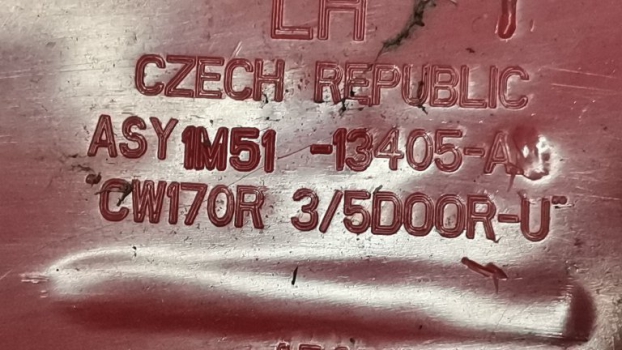 LH
CZECH REPUBLIC
ASY 1M51 -13405-A
"CW170R 3/5DOOR-U"